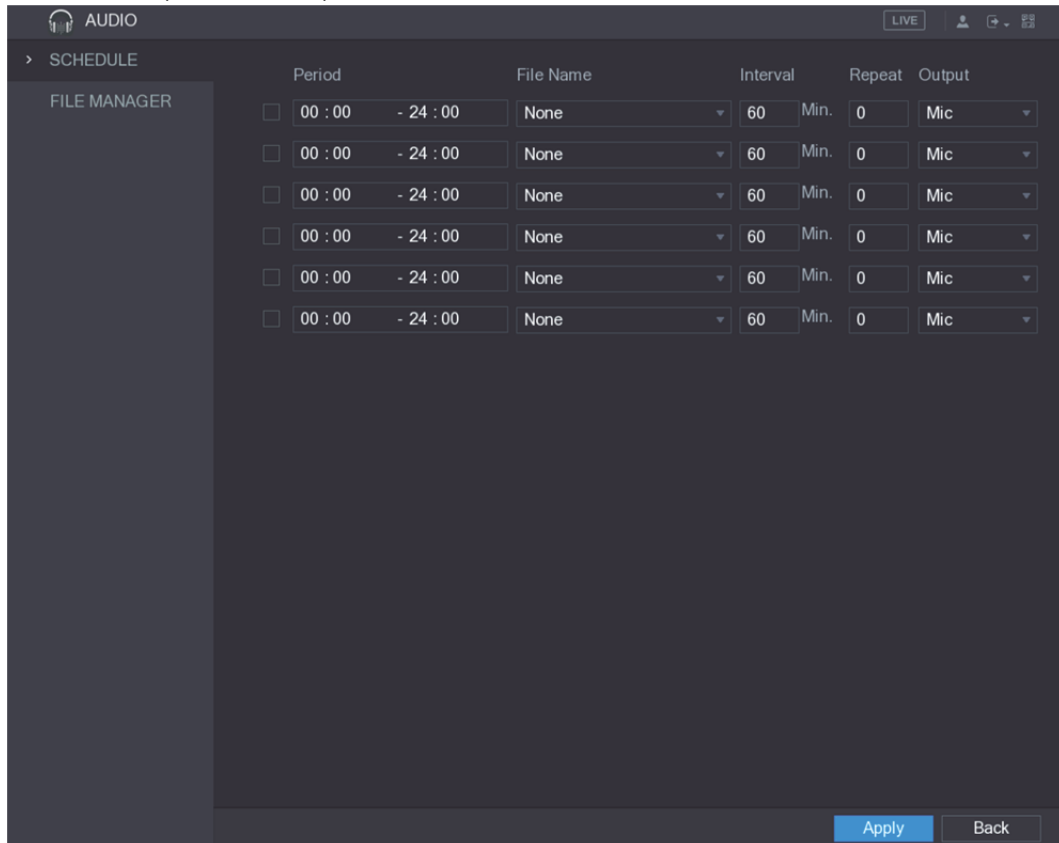 AUDIO LIVE
SCHEDULE
FILE MANAGER
Period File Name Interval Repeat Output
00 : 00 - 24 : 00 None 60 Min. 0 Mic
00 : 00 - 24 : 00 None 60 Min. 0 Mic
00 : 00 - 24 : 00 None 60 Min. 0 Mic
00 : 00 - 24 : 00 None 60 Min. 0 Mic
00 : 00 - 24 : 00 None 60 Min. 0 Mic
00 : 00 - 24 : 00 None 60 Min. 0 Mic
Apply Back